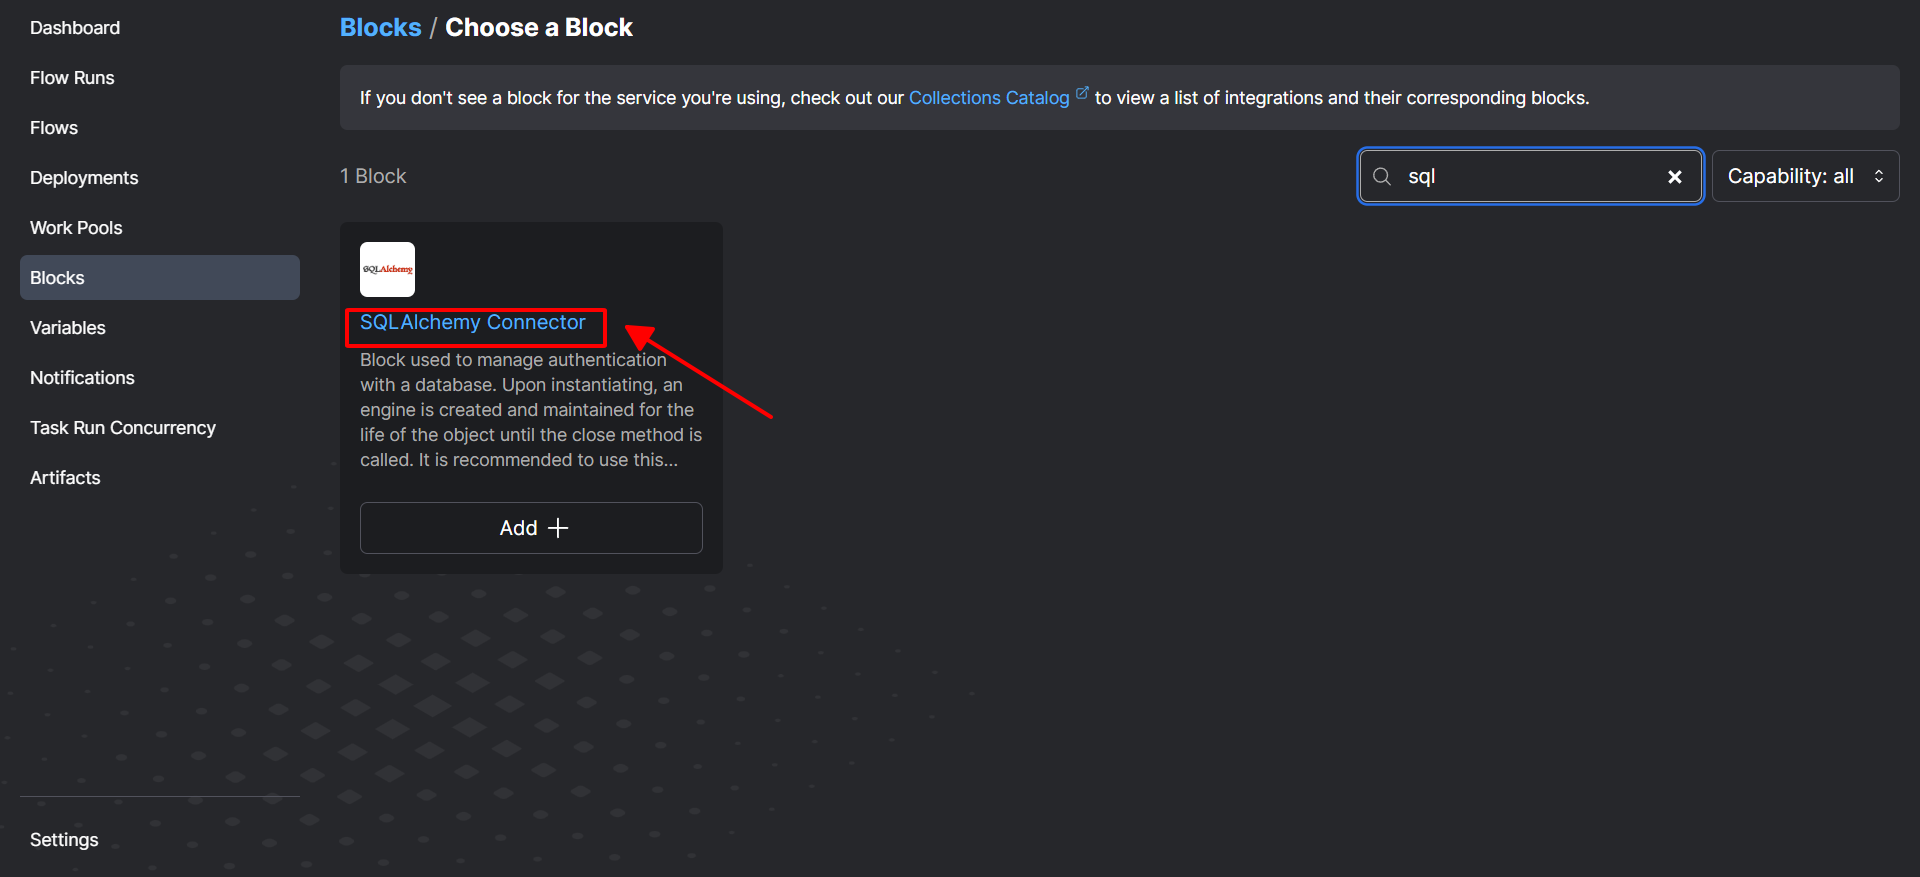 Dashboard
Flow Runs
Flows
Deployments
Work Pools
Blocks
Variables
Notifications
Task Run Concurrency
Artifacts
Settings
Blocks / Choose a Block
If you don't see a block for the service you're using, check out our Collections Catalog to view a list of integrations and their corresponding blocks.
1 Block
sql
Capability: all
SQLAlchemy
SQLAlchemy Connector
Block used to manage authentication
with a database. Upon instantiating, an
engine is created and maintained for the
life of the object until the close method is
called. It is recommended to use this...
Add